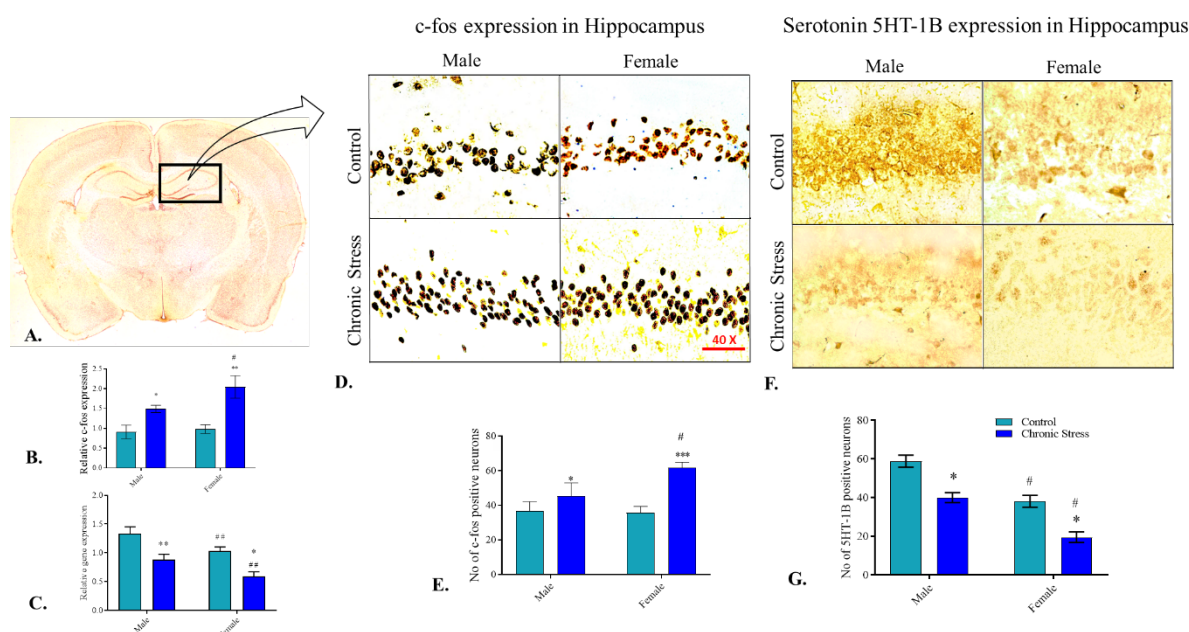 c-fos expression in Hippocampus
Male Female
Control
Chronic Stress
40 X
D.
Serotonin 5HT-1B expression in Hippocampus
Male Female
Control
Chronic Stress
F.
A.
Relative c-fos expression
2.5
2.0
1.5
1.0
0.5
0.0
*
#
**
Male Female
B.
Relative gene expression
2.0
1.5
1.0
0.5
0.0
**
##
*
##
Male Female
C.
No of c-fos positive neurons
80
60
40
20
0
*
#
***
Male Female
E.
No of 5HT-1B positive neurons
80
60
40
20
0
Control
Chronic Stress
*
#
#
*
Male Female
G.